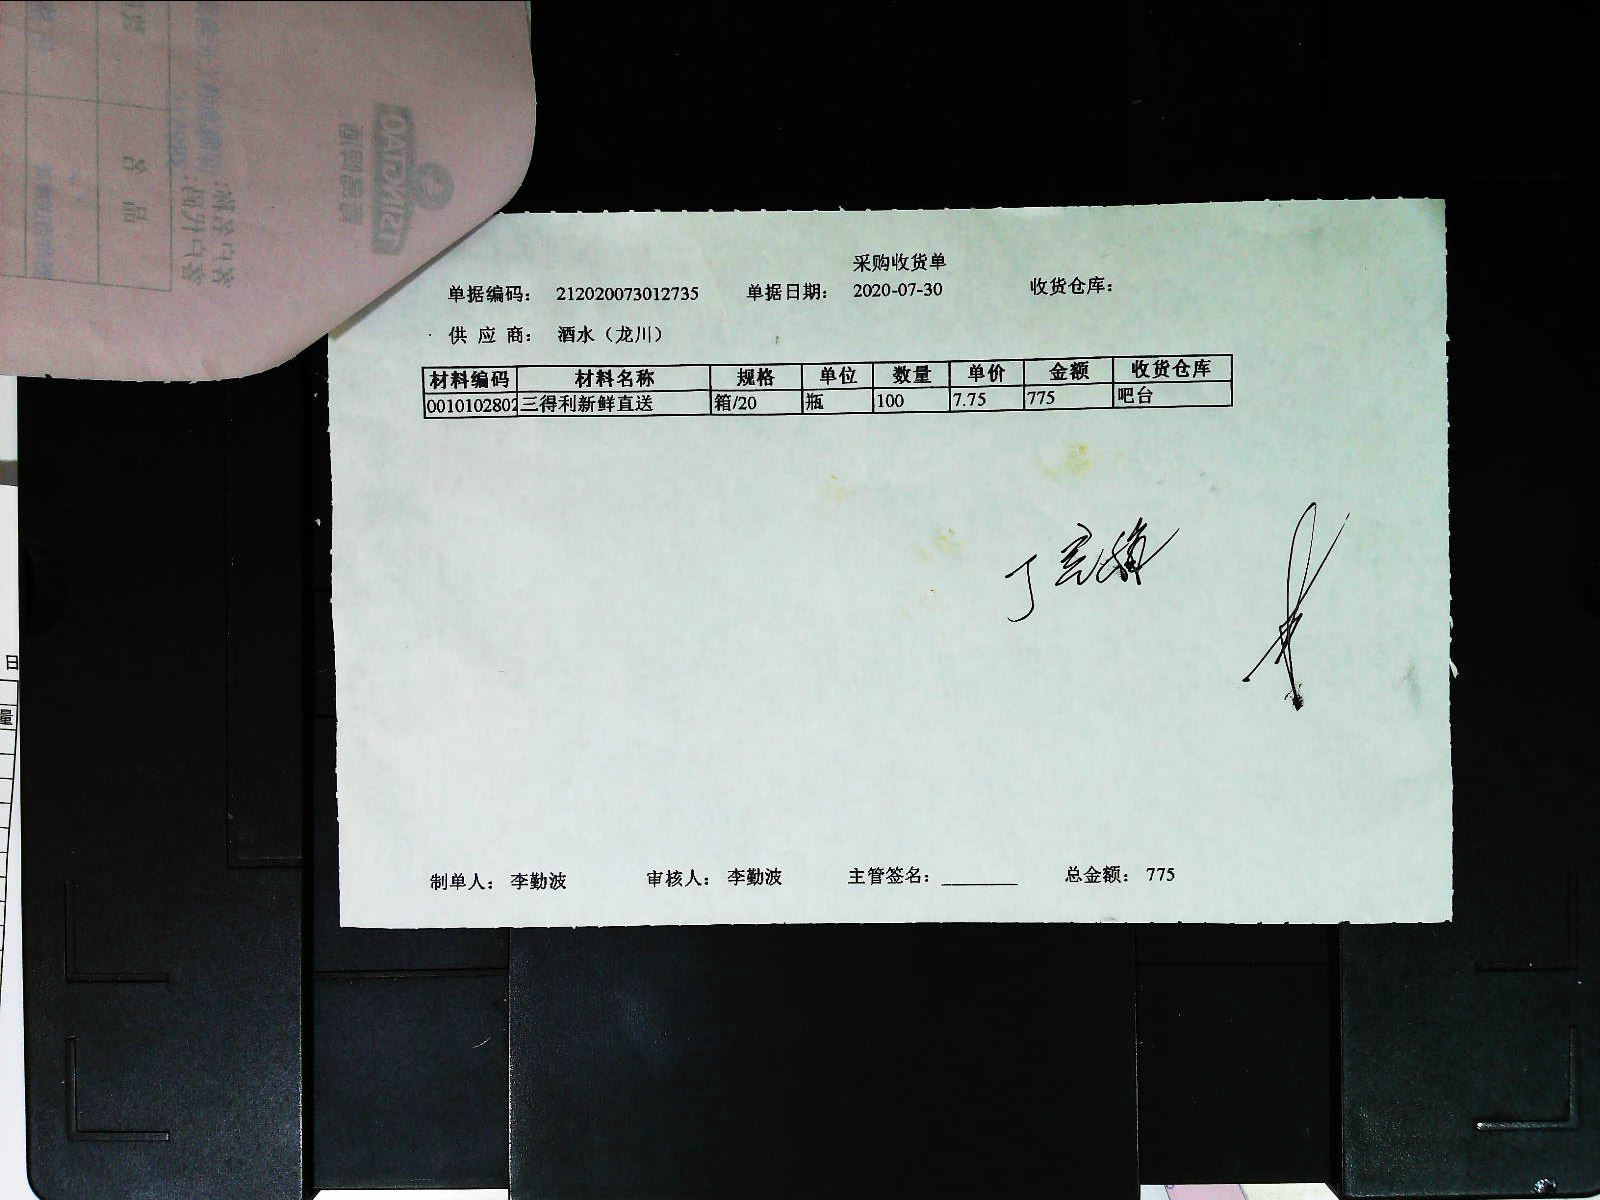 采购收货单
单据编码： 212020073012735 单据日期： 2020-07-30 收货仓库：
供 应 商： 酒水（龙川）
材料编码 材料名称 规格 单位 数量 单价 金额 收货仓库
0010102802 三得利新鲜直送 箱/20 瓶 100 7.75 775 吧台
制单人： 李勤波 审核人： 李勤波 主管签名： 总金额： 775
日
量